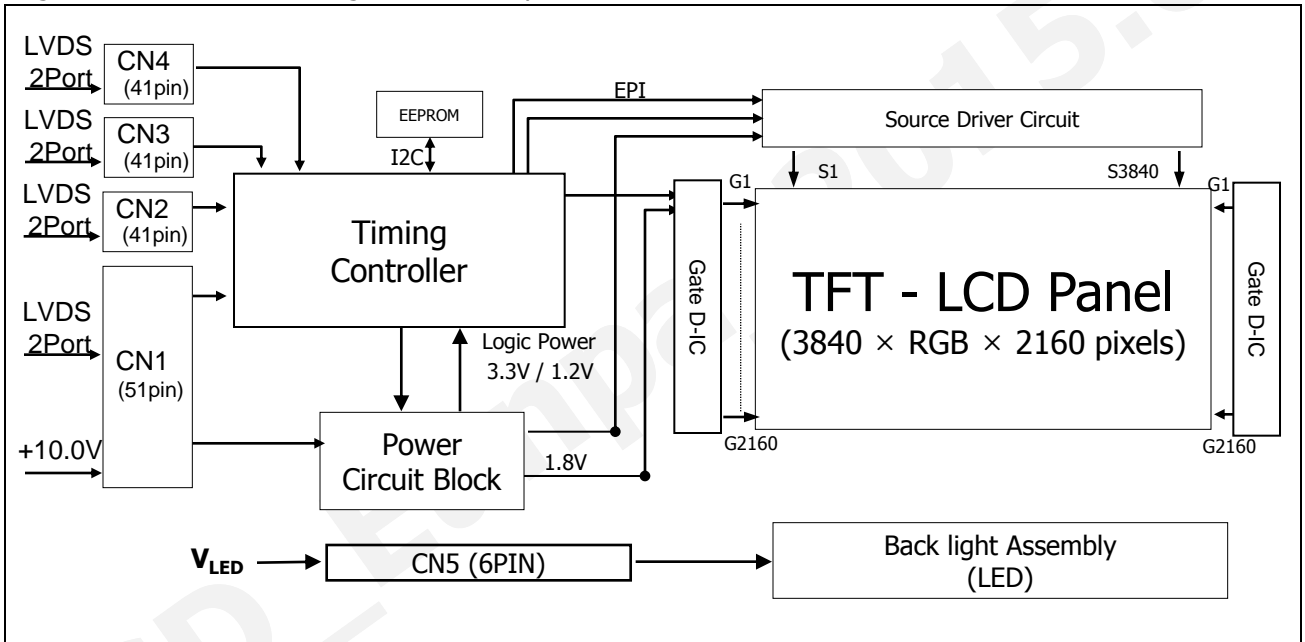 LVDS
2Port
CN4
(41pin)
LVDS
2Port
CN3
(41pin)
LVDS
2Port
CN2
(41pin)
LVDS
2Port
CN1
(51pin)
+10.0V
EEPROM
I2C
Timing
Controller
Logic Power
3.3V / 1.2V
Power
Circuit Block
1.8V
EPI
Source Driver Circuit
S1
S3840
G1
G1
Gate D-IC
TFT - LCD Panel
(3840 × RGB × 2160 pixels)
Gate D-IC
G2160
G2160
VLED
CN5 (6PIN)
Back light Assembly
(LED)